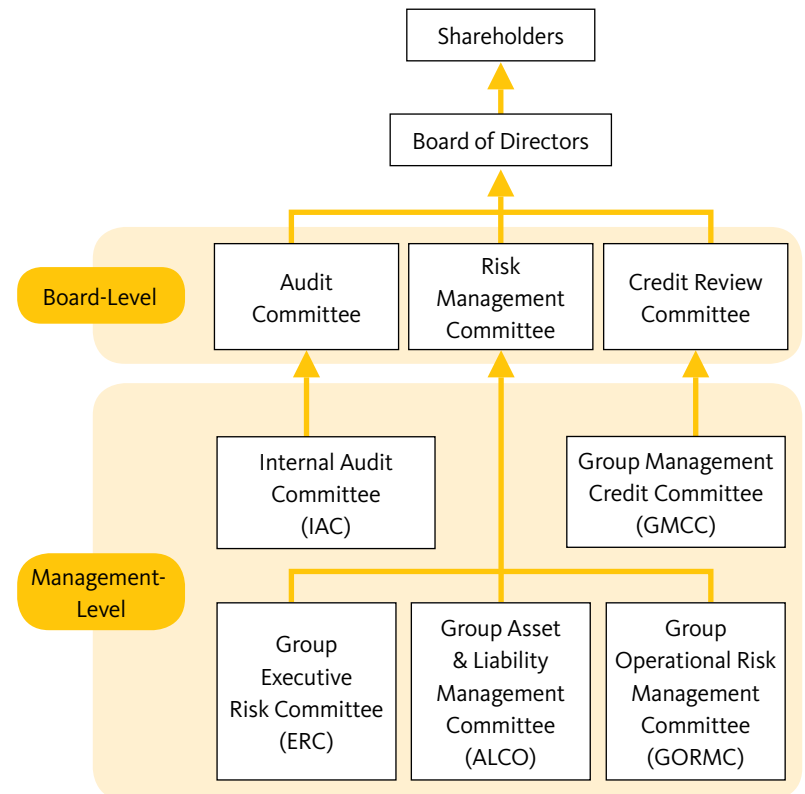 Shareholders
Board of Directors
Board-Level
Audit
Committee
Risk
Management
Committee
Credit Review
Committee
Internal Audit
Committee
(IAC)
Group Management
Credit Committee
(GMCC)
Management-
Level
Group
Executive
Risk Committee
(ERC)
Group Asset
& Liability
Management
Committee
(ALCO)
Group
Operational Risk
Management
Committee
(GORMC)